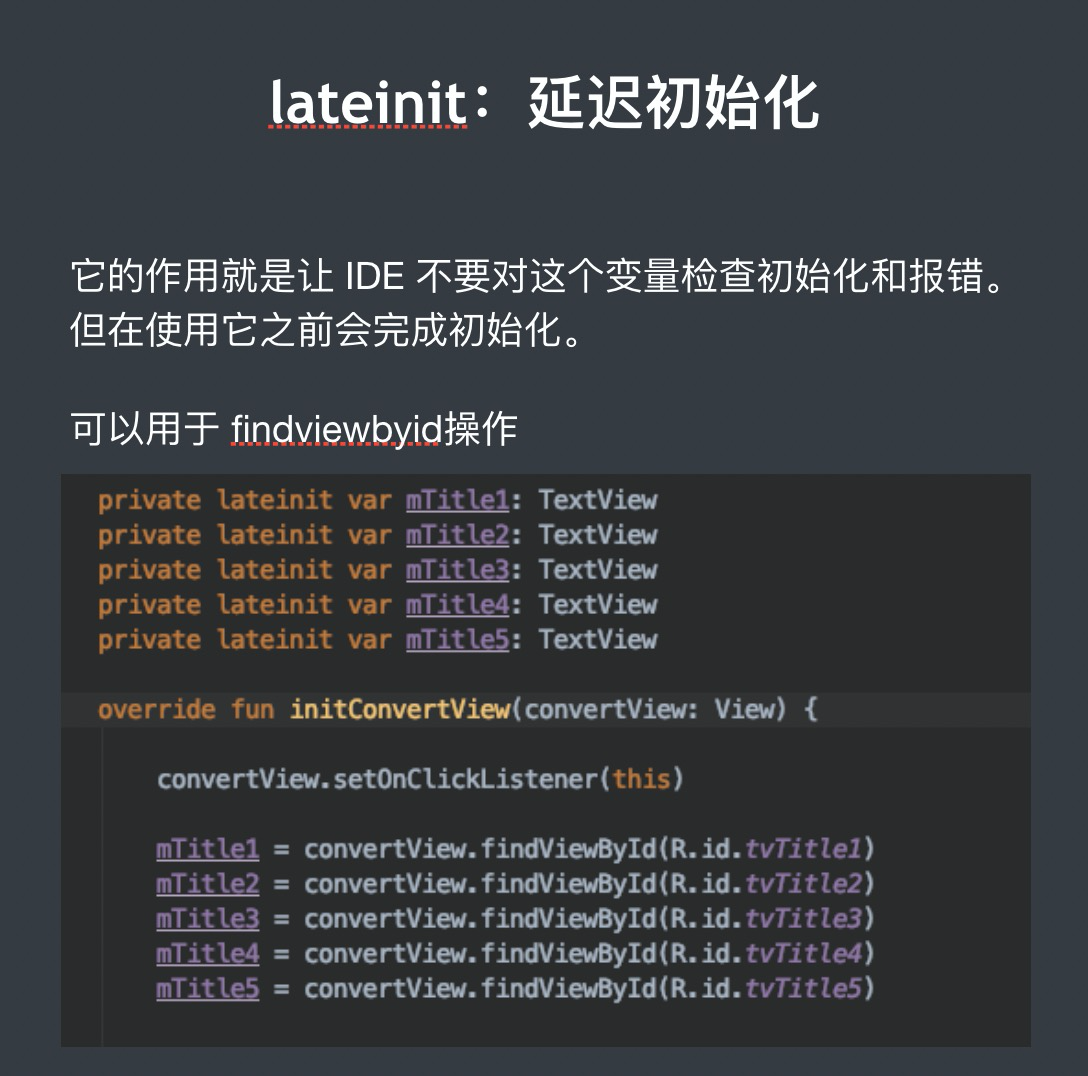 lateinit：延迟初始化
它的作用就是让 IDE 不要对这个变量检查初始化和报错。
但在使用它之前会完成初始化。
可以用于 findviewbyid操作
private lateinit var mTitle1: TextView
private lateinit var mTitle2: TextView
private lateinit var mTitle3: TextView
private lateinit var mTitle4: TextView
private lateinit var mTitle5: TextView
override fun initConvertView(convertView: View) {
convertView.setOnClickListener(this)
mTitle1 = convertView.findViewById(R.id.tvTitle1)
mTitle2 = convertView.findViewById(R.id.tvTitle2)
mTitle3 = convertView.findViewById(R.id.tvTitle3)
mTitle4 = convertView.findViewById(R.id.tvTitle4)
mTitle5 = convertView.findViewById(R.id.tvTitle5)